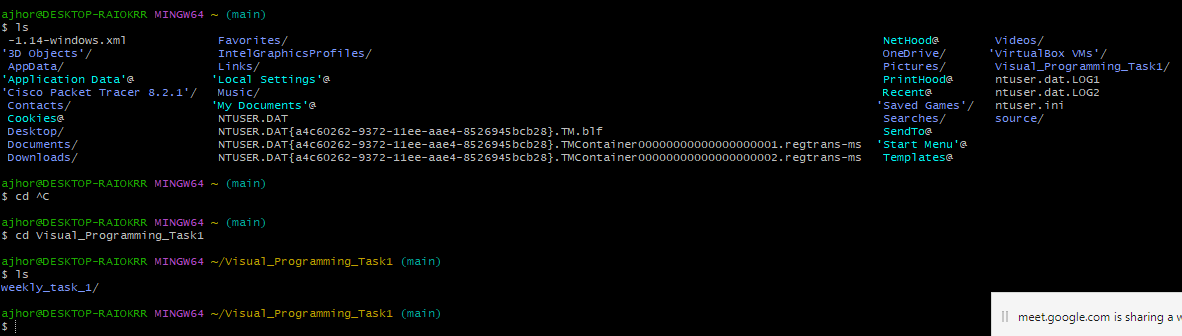 ajhor@DESKTOP-RAIOKRR MINGW64 ~ (main)
$ ls
 -1.14-windows.xml              Favorites/                                                                                     NetHood@        Videos/
'3D Objects'/                   IntelGraphicsProfiles/                                                                         OneDrive/      'VirtualBox VMs'/
 AppData/                       Links/                                                                                         Pictures/       Visual_Programming_Task1/
'Application Data'@            'Local Settings'@                                                                               PrintHood@      ntuser.dat.LOG1
'Cisco Packet Tracer 8.2.1'/    Music/                                                                                         Recent@         ntuser.dat.LOG2
 Contacts/                     'My Documents'@                                                                                'Saved Games'/   ntuser.ini
 Cookies@                       NTUSER.DAT                                                                                     Searches/       source/
 Desktop/                       NTUSER.DAT{a4c60262-9372-11ee-aae4-8526945bcb28}.TM.blf                                        SendTo@
 Documents/                     NTUSER.DAT{a4c60262-9372-11ee-aae4-8526945bcb28}.TMContainer00000000000000000001.regtrans-ms  'Start Menu'@
 Downloads/                     NTUSER.DAT{a4c60262-9372-11ee-aae4-8526945bcb28}.TMContainer00000000000000000002.regtrans-ms   Templates@
ajhor@DESKTOP-RAIOKRR MINGW64 ~ (main)
$ cd ^C
ajhor@DESKTOP-RAIOKRR MINGW64 ~ (main)
$ cd Visual_Programming_Task1
ajhor@DESKTOP-RAIOKRR MINGW64 ~/Visual_Programming_Task1 (main)
$ ls
weekly_task_1/
ajhor@DESKTOP-RAIOKRR MINGW64 ~/Visual_Programming_Task1 (main)
$
meet.google.com is sharing a